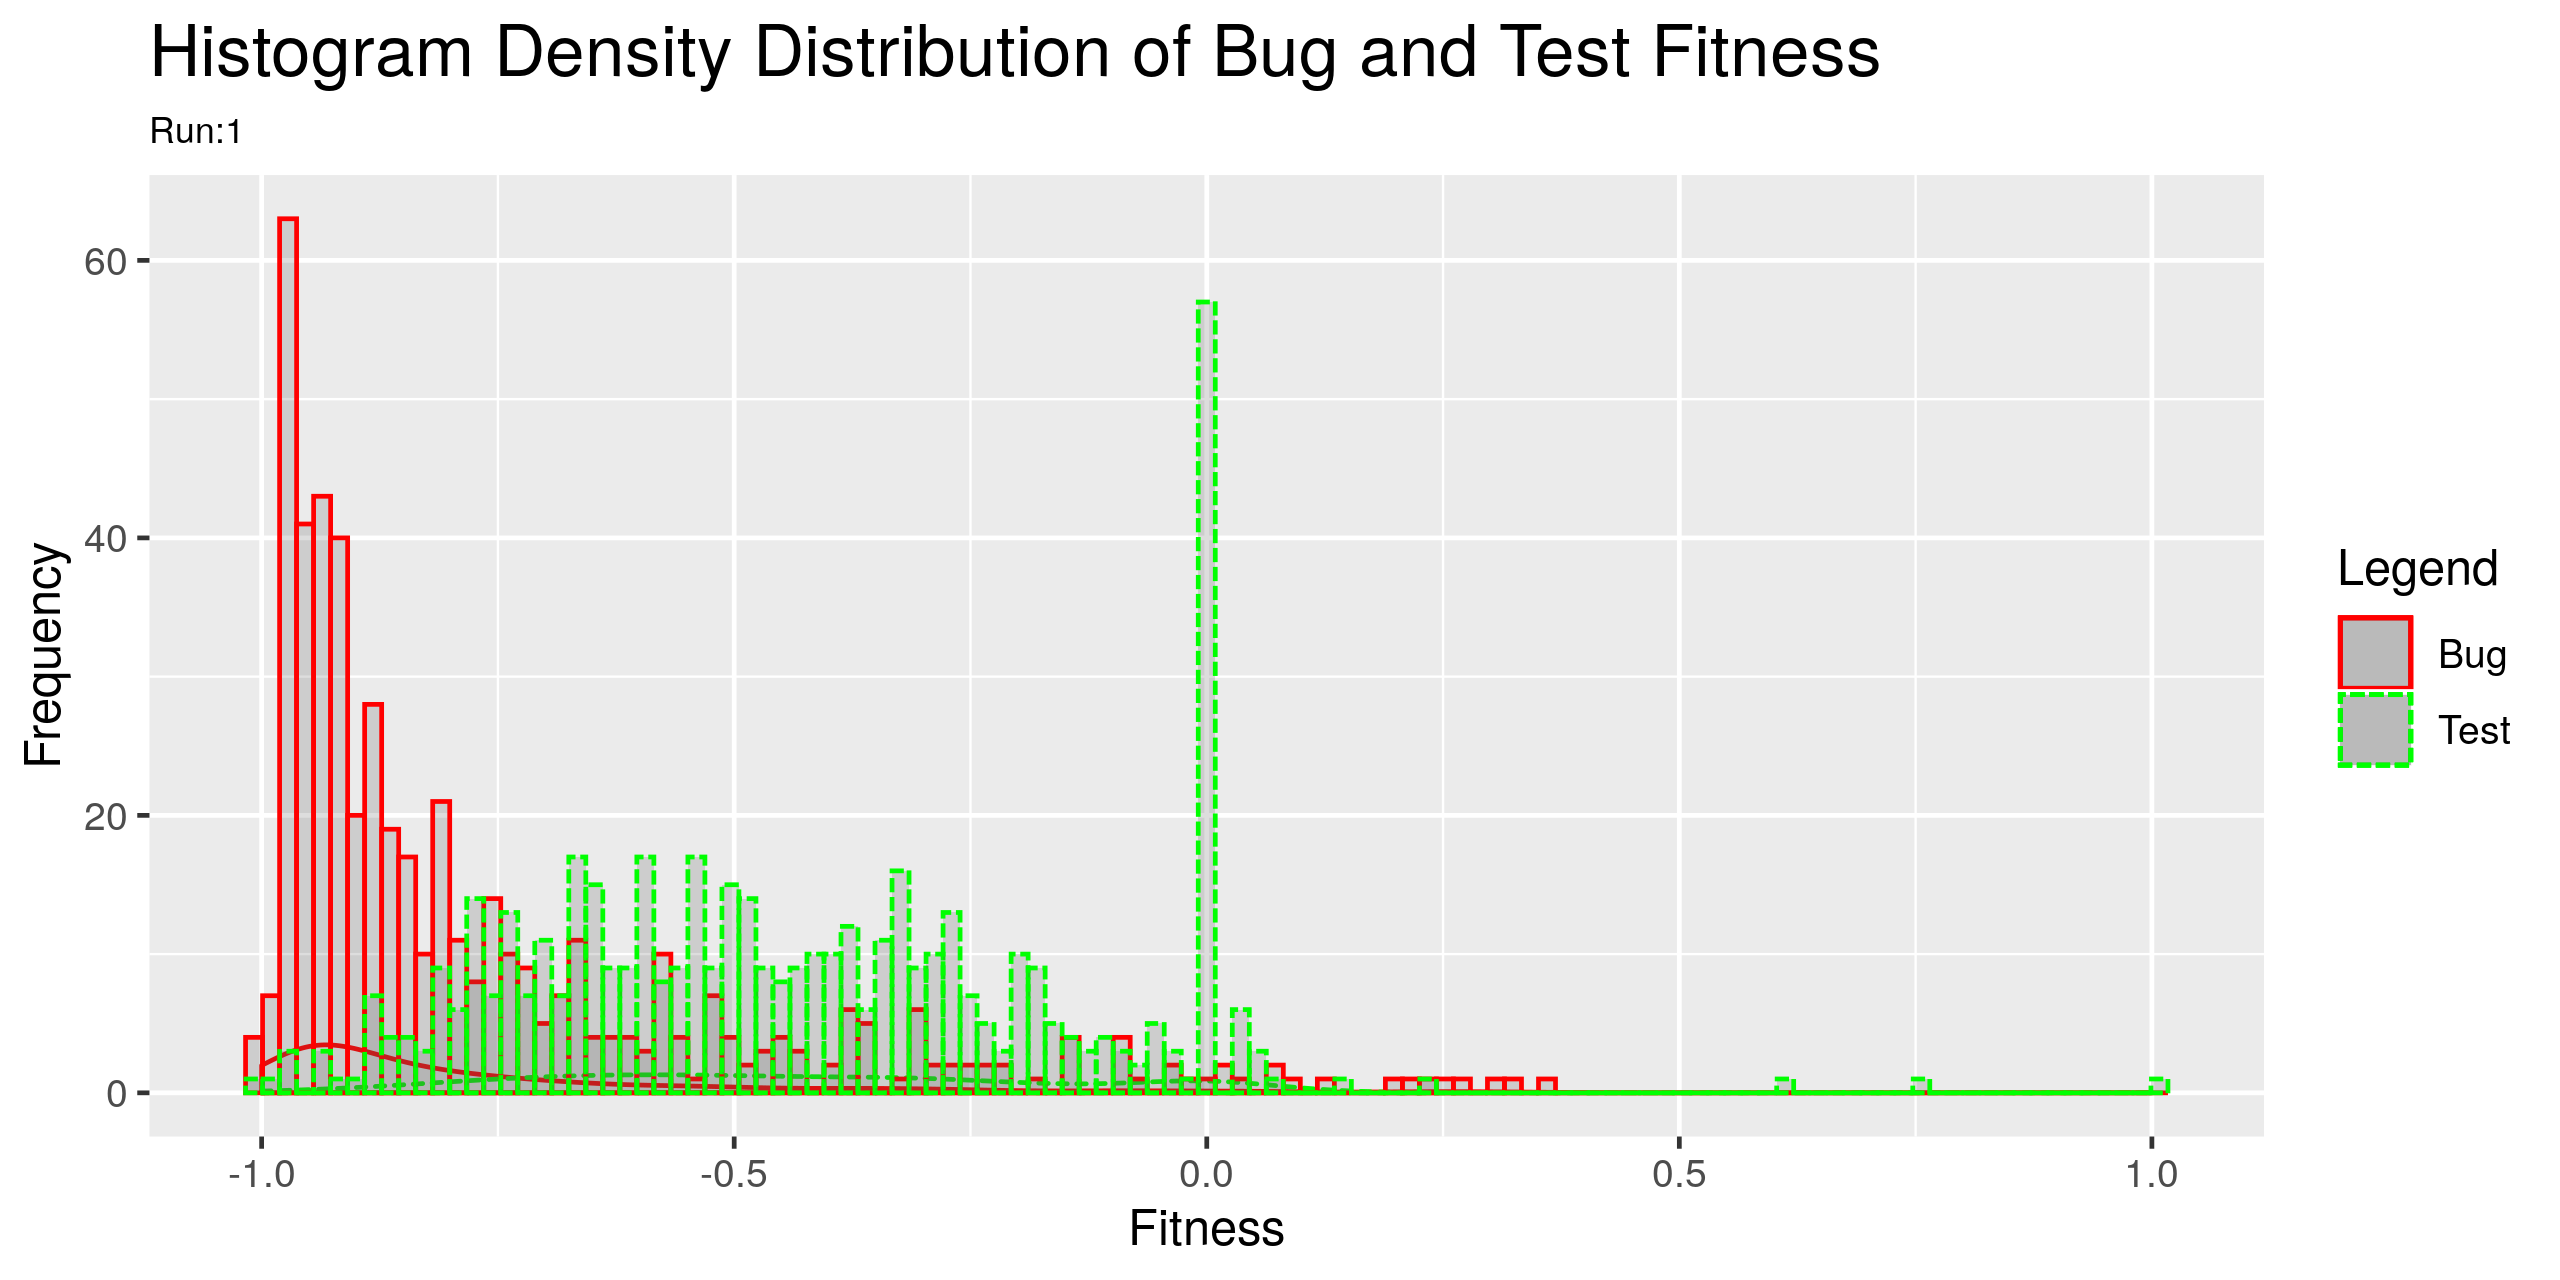 Histogram Density Distribution of Bug and Test Fitness
Run:1
Frequency
60
40
20
0
-1.0
-0.5
0.0
0.5
1.0
Fitness
Legend
Bug
Test